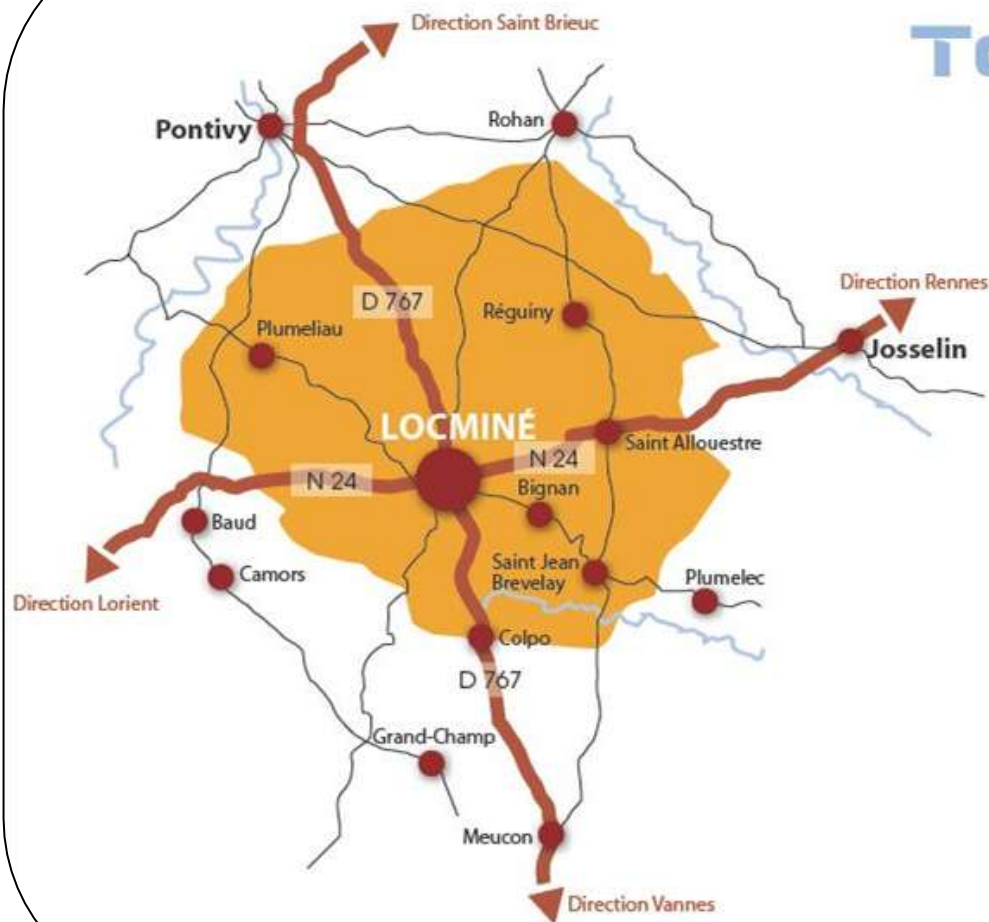 Direction Saint Brieuc
Pontivy
Rohan
Direction Rennes
D 767
Réguiny
Plumeliau
Josselin
LOCMINÉ
Saint Allouestre
N 24
N 24
Bignan
Baud
Saint Jean
Brevelay
Camors
Plumelec
Direction Lorient
Colpo
D 767
Grand-Champ
Meucon
Direction Vannes